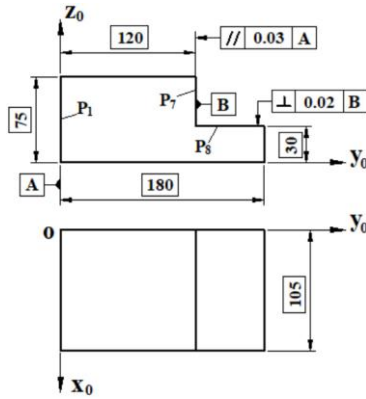 z₀
120
// 0.03 A
P₁
P₇
75
B
⊥ 0.02 B
P₈
30
y₀
A
180
o
y₀
105
x₀